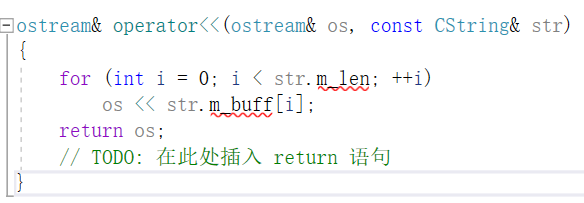 ostream& operator<<(ostream& os, const CString& str)
{
    for (int i = 0; i < str.m_len; ++i)
        os << str.m_buff[i];
    return os;
    // TODO: 在此处插入 return 语句
}